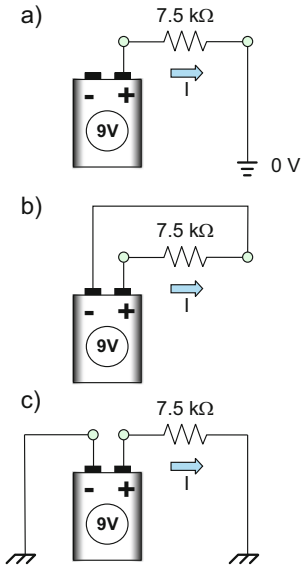 a)
7.5 kΩ
- +
I
9V
0 V
b)
7.5 kΩ
- +
I
9V
c)
7.5 kΩ
- +
I
9V